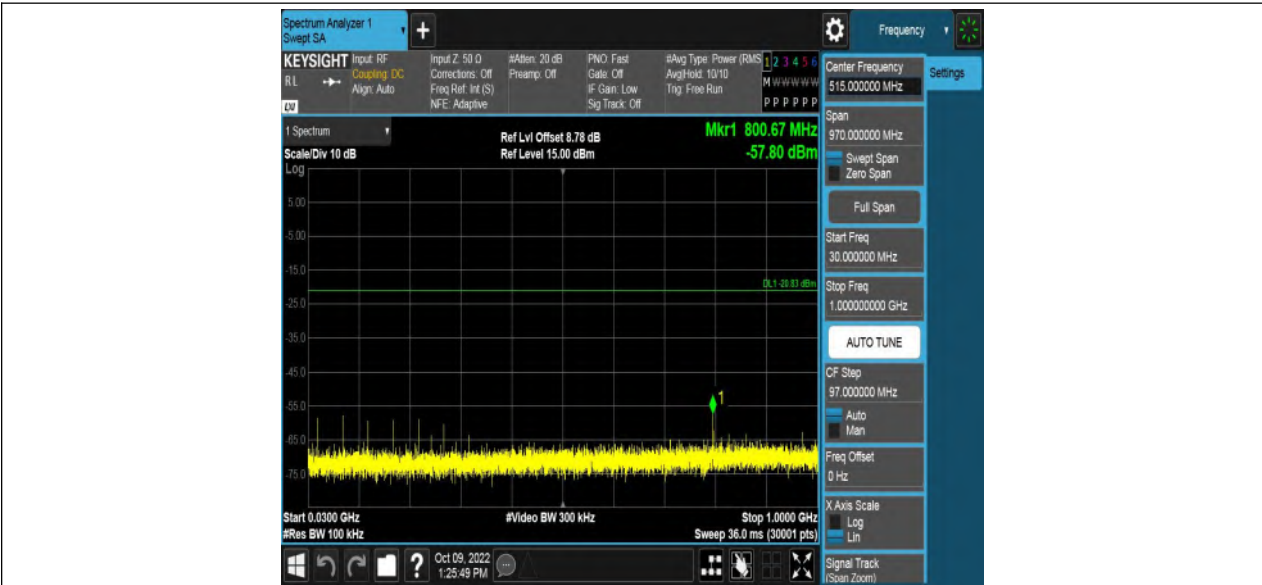 Spectrum Analyzer 1
Swept SA
+
Frequency
KEYSIGHT
RL
LXI
Input: RF
Coupling: DC
Align: Auto
Input Z: 50 Ω
Corrections: Off
Freq Ref: Int (S)
NFE: Adaptive
#Atten: 20 dB
Preamp: Off
PNO: Fast
Gate: Off
IF Gain: Low
Sig Track: Off
#Avg Type: Power (RMS
Avg|Hold: 10/10
Trig: Free Run
1 2 3 4 5 6
M W W W W W
P P P P P P
Center Frequency
515.000000 MHz
Settings
1 Spectrum
Scale/Div 10 dB
Log
Ref Lvl Offset 8.78 dB
Ref Level 15.00 dBm
Mkr1 800.67 MHz
-57.80 dBm
Span
970.000000 MHz
Swept Span
Zero Span
Full Span
Start Freq
30.000000 MHz
Stop Freq
1.000000000 GHz
AUTO TUNE
CF Step
97.000000 MHz
Auto
Man
Freq Offset
0 Hz
X Axis Scale
Log
Lin
Signal Track
(Span Zoom)
5.00
-5.00
-15.0
DL1 -20.83 dBm
-25.0
-35.0
-45.0
-55.0
1
-65.0
-75.0
Start 0.0300 GHz
#Res BW 100 kHz
#Video BW 300 kHz
Stop 1.0000 GHz
Sweep 36.0 ms (30001 pts)
?
Oct 09, 2022
1:25:49 PM